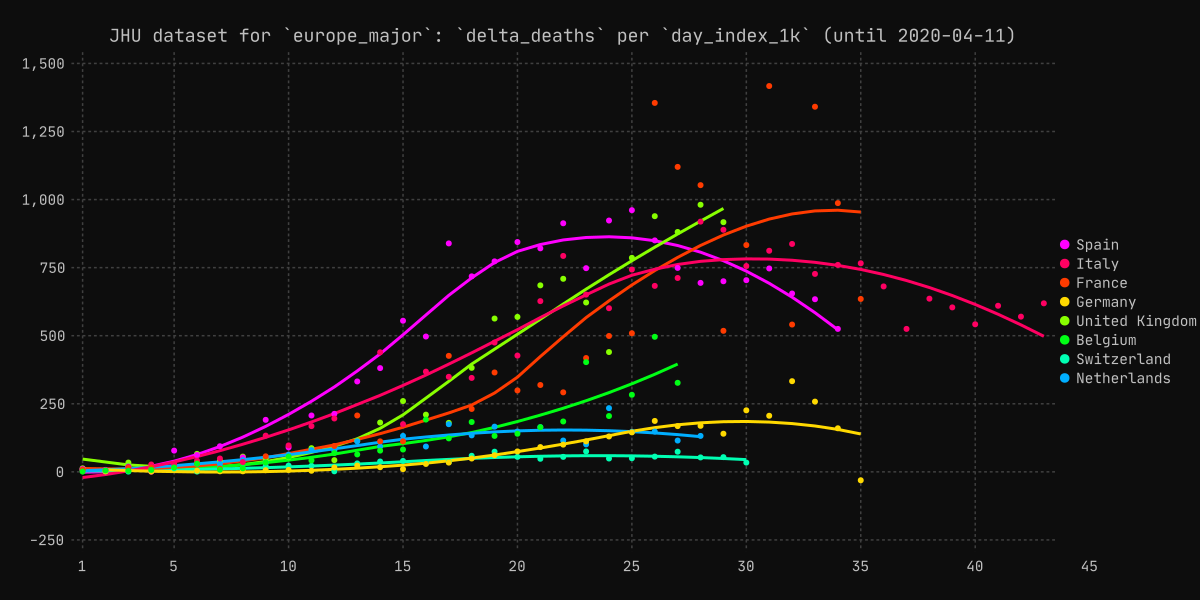 JHU dataset for `europe_major`: `delta_deaths` per `day_index_1k` (until 2020-04-11)
1,500
1,250
1,000
750
500
250
0
−250
1 5 10 15 20 25 30 35 40 45
Spain
Italy
France
Germany
United Kingdom
Belgium
Switzerland
Netherlands